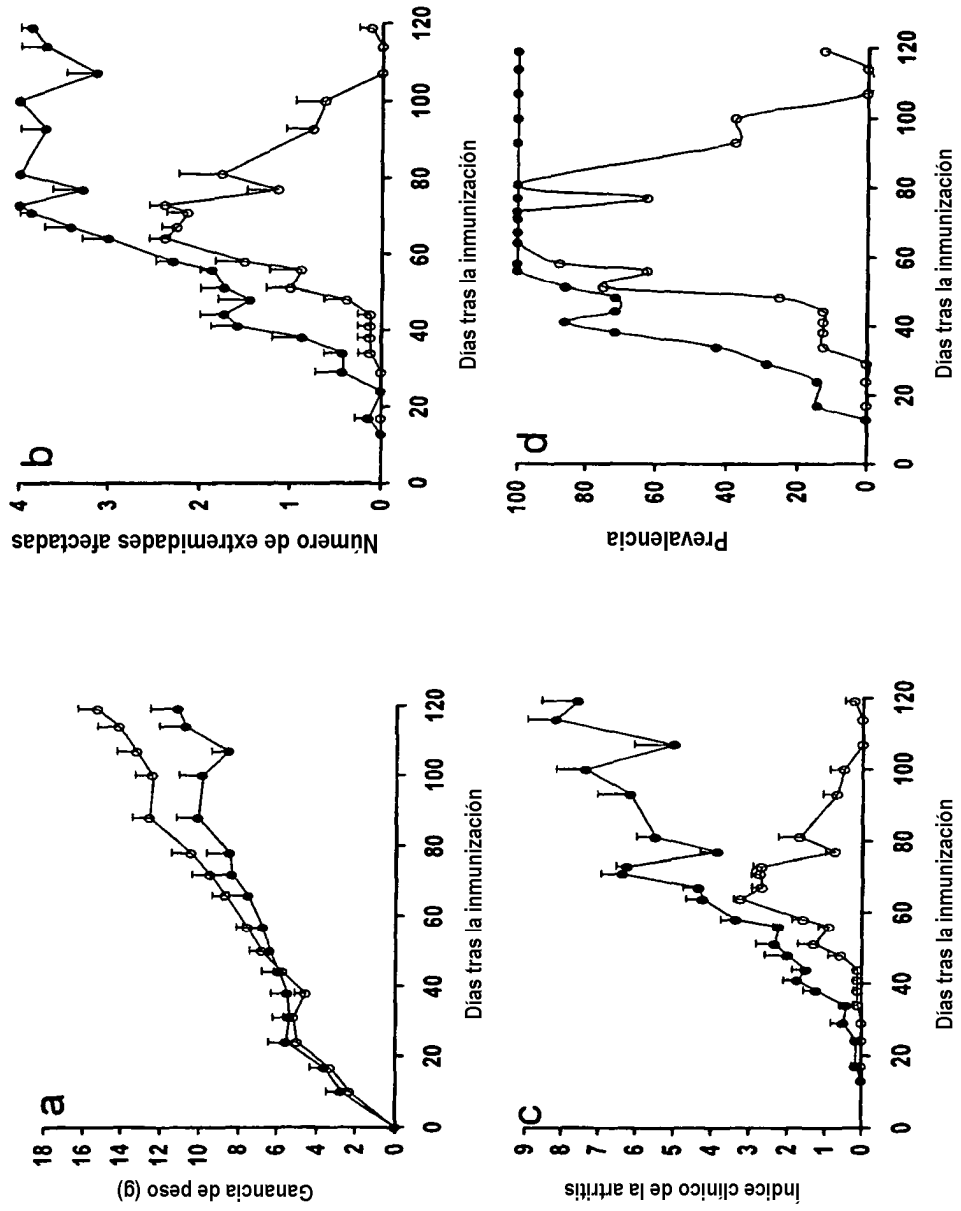 a
Ganancia de peso (g)
18
16
14
12
10
8
6
4
2
0
0 20 40 60 80 100 120
Días tras la inmunización
b
Número de extremidades afectadas
4
3
2
1
0
0 20 40 60 80 100 120
Días tras la inmunización
c
Índice clínico de la artritis
9
8
7
6
5
4
3
2
1
0
0 20 40 60 80 100 120
Días tras la inmunización
d
Prevalencia
100
80
60
40
20
0
0 20 40 60 80 100 120
Días tras la inmunización